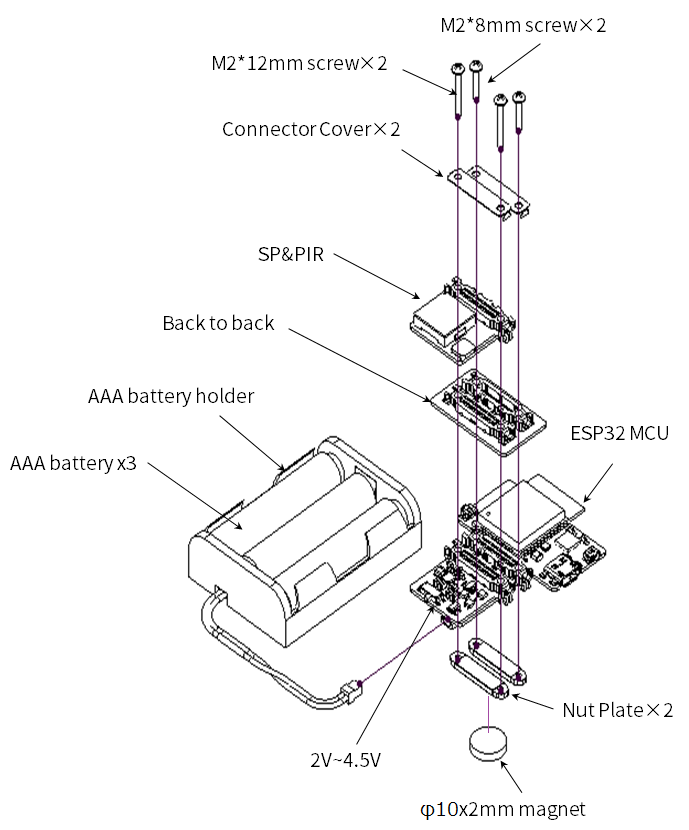 M2*8mm screw×2
M2*12mm screw×2
Connector Cover×2
SP&PIR
Back to back
AAA battery holder
ESP32 MCU
AAA battery x3
Nut Plate×2
2V~4.5V
φ10x2mm magnet